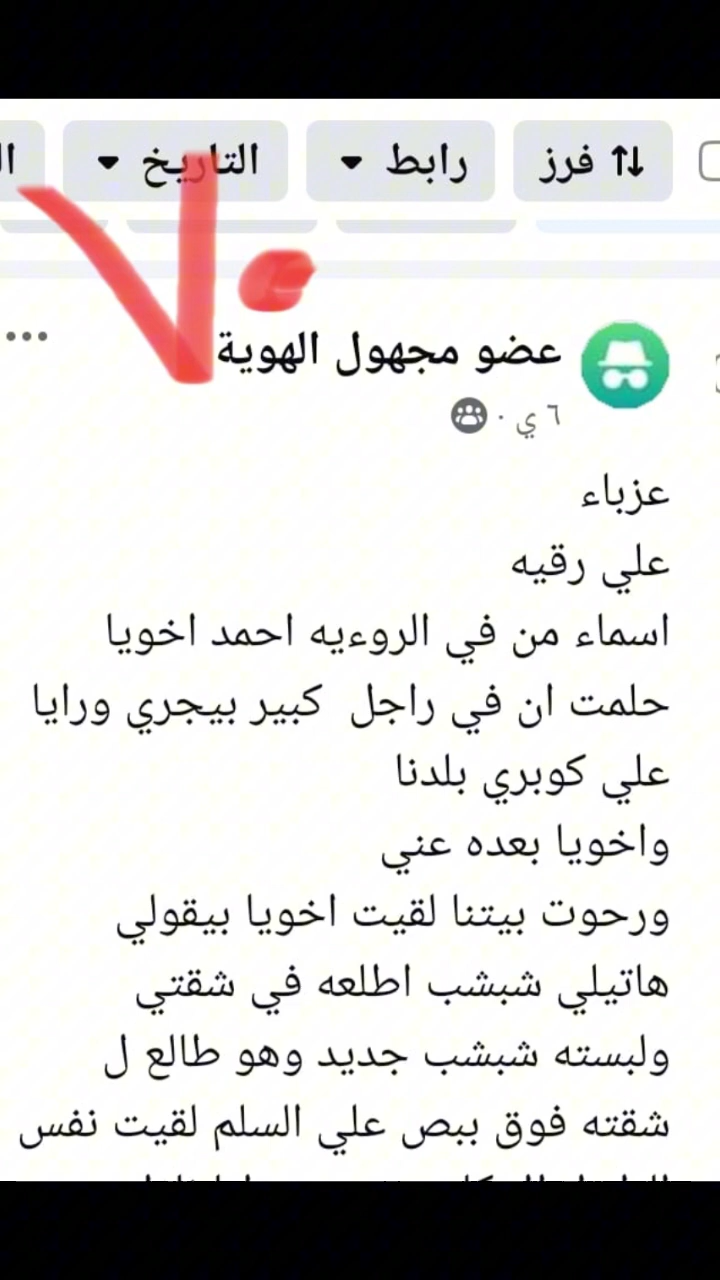 فرز
رابط
التاريخ
٧٠
عضو مجهول الهوية
٦ ي ·
عزباء
علي رقيه
اسماء من في الروءيه احمد اخويا
حلمت ان في راجل كبير بيجري ورايا
علي كوبري بلدنا
واخويا بعده عني
ورحوت بيتنا لقيت اخويا بيقولي
هاتيلي شبشب اطلعه في شقتي
ولبسته شبشب جديد وهو طالع ل
شقته فوق ببص علي السلم لقيت نفس